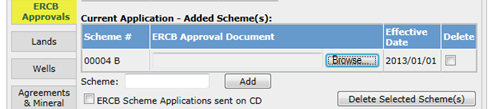 ERCB
Approvals
Lands
Wells
Agreements
& Mineral
Current Application - Added Scheme(s):
Scheme # ERCB Approval Document Effective Date Delete
00004 B Browse... 2013/01/01
Scheme: Add
ERCB Scheme Applications sent on CD
Delete Selected Scheme(s)